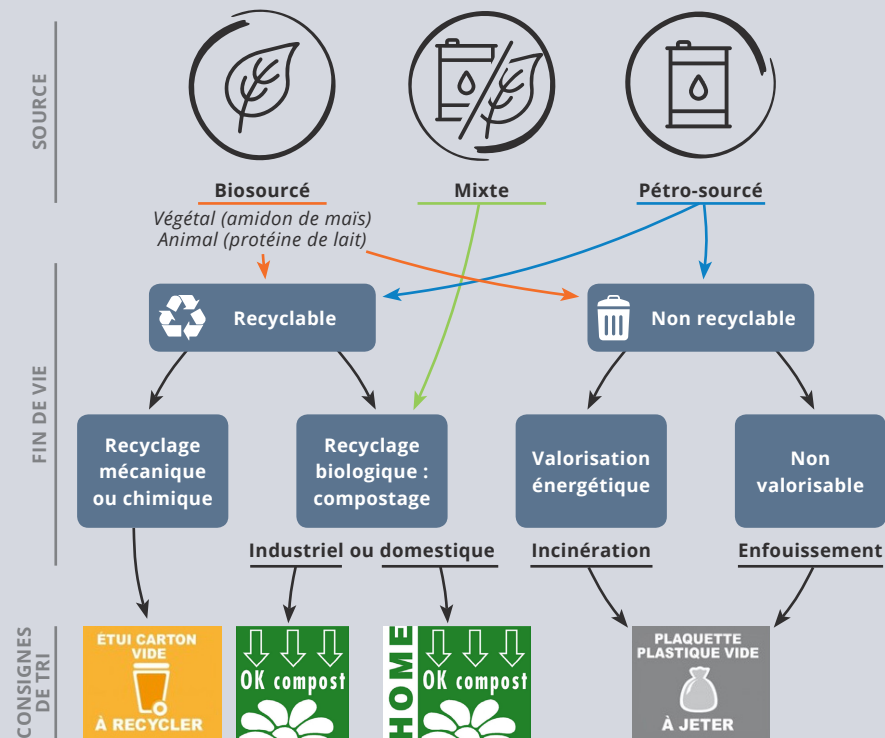 SOURCE
Biosourcé
Mixte
Pétro-sourcé
Végétal (amidon de maïs)
Animal (protéine de lait)
FIN DE VIE
Recyclable
Non recyclable
Recyclage
mécanique
ou chimique
Recyclage
biologique :
compostage
Valorisation
énergétique
Non
valorisable
Industriel ou domestique
Incinération
Enfouissement
CONSIGNES
DE TRI
ÉTUI CARTON
VIDE
À RECYCLER
OK compost
HOME
OK compost
PLAQUETTE
PLASTIQUE VIDE
À JETER